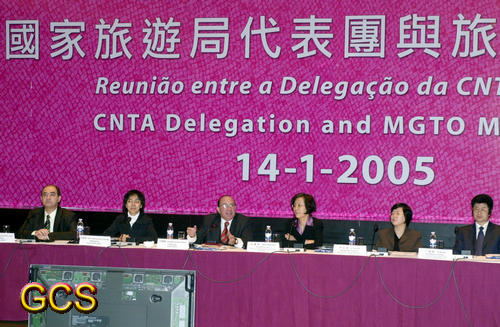 國家旅遊局代表團與旅
Reunião entre a Delegação da CNT
CNTA Delegation and MGTO M
14-1-2005
GCS